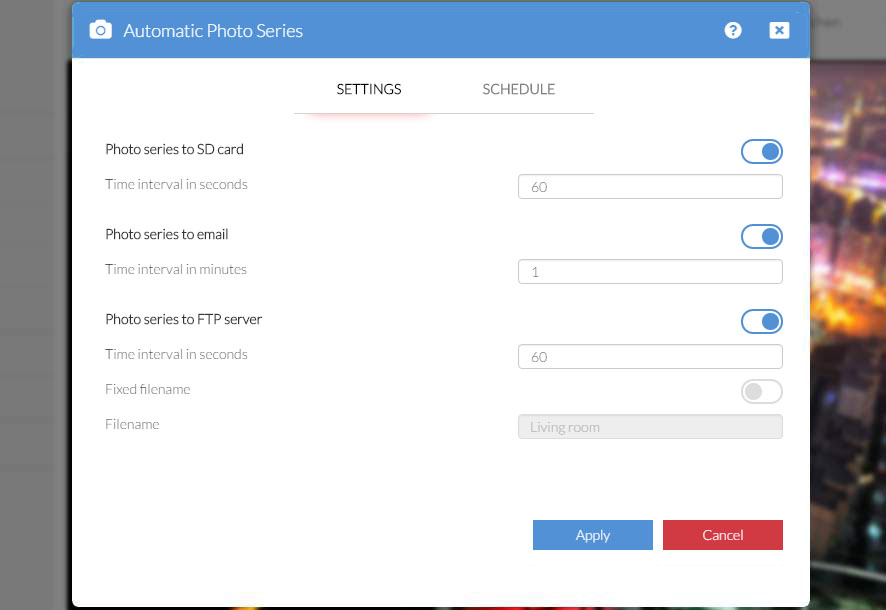 Automatic Photo Series
SETTINGS SCHEDULE
Photo series to SD card
Time interval in seconds 60
Photo series to email
Time interval in minutes 1
Photo series to FTP server
Time interval in seconds 60
Fixed filename
Filename Living room
Apply Cancel